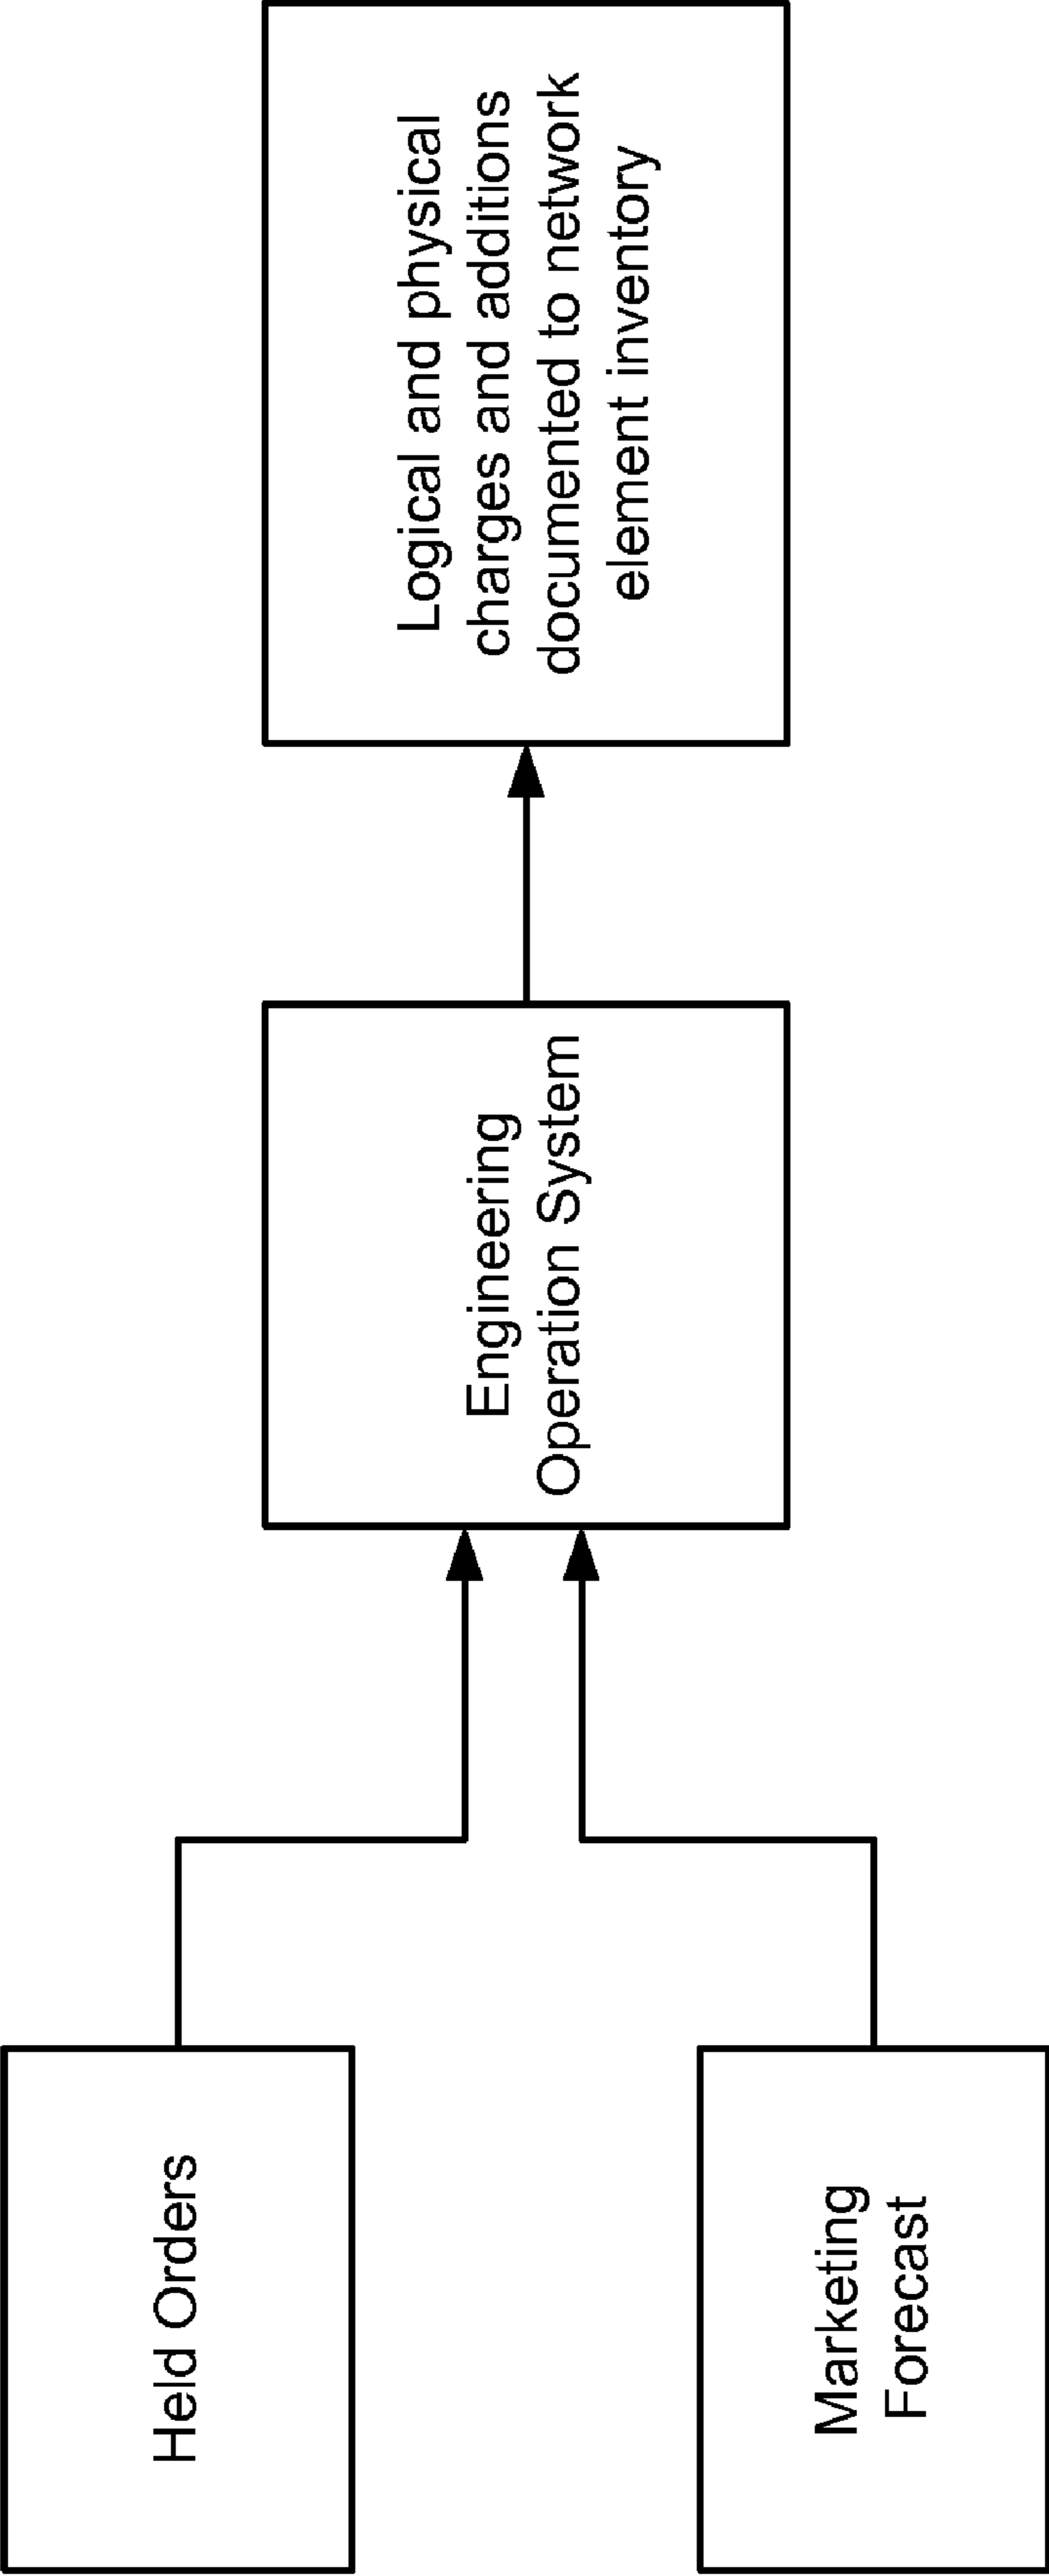 Held Orders
Marketing
Forecast
Engineering
Operation System
Logical and physical
charges and additions
documented to network
element inventory